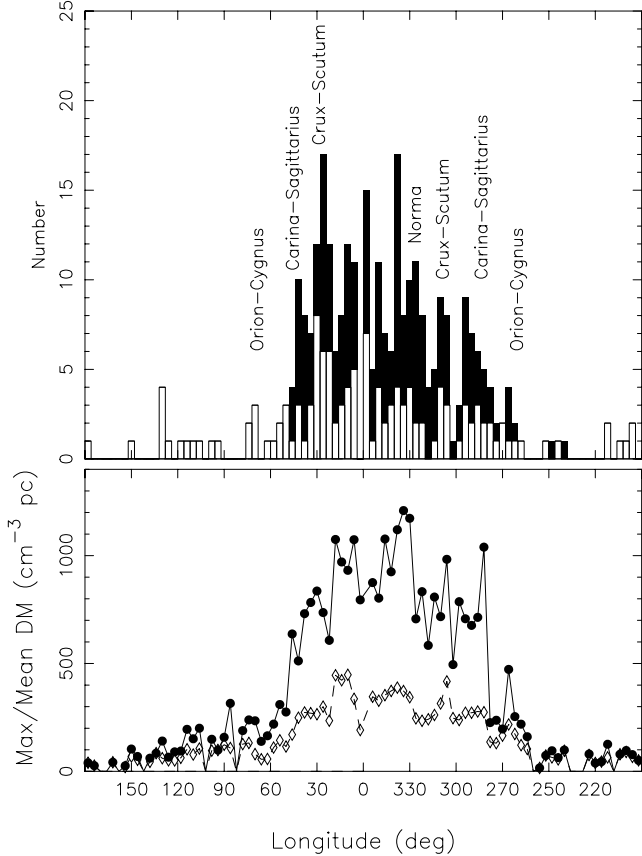 25
20
15
10
5
0
Number
Orion−Cygnus
Carina−Sagittarius
Crux−Scutum
Norma
Crux−Scutum
Carina−Sagittarius
Orion−Cygnus
1000
500
0
Max/Mean DM (cm⁻³ pc)
150 120 90 60 30 0 330 300 270 250 220
Longitude (deg)